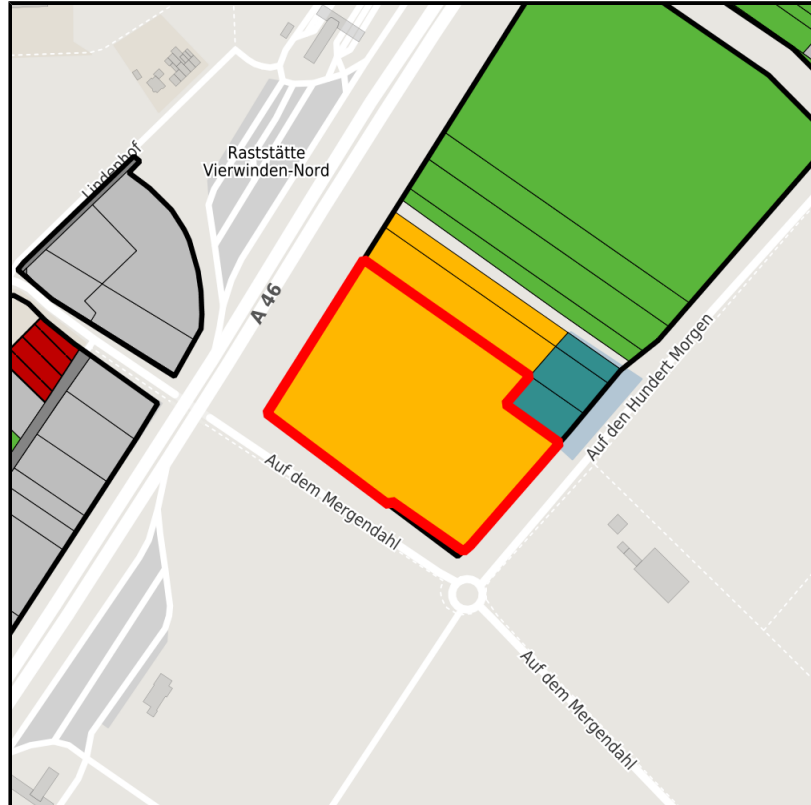 Lindenhof
Raststätte
Vierwinden-Nord
A 46
Auf den Hundert Morgen
Auf dem Mergendahl
Auf dem Mergendahl